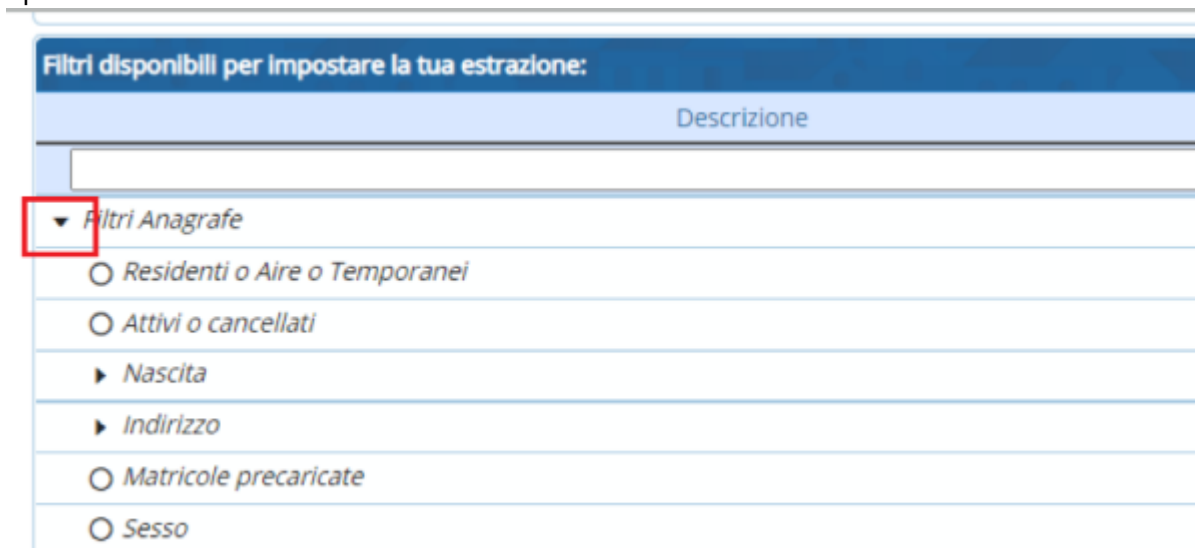 Filtri disponibili per impostare la tua estrazione:
Descrizione
Filtri Anagrafe
Residenti o Aire o Temporanei
Attivi o cancellati
Nascita
Indirizzo
Matricole precaricate
Sesso